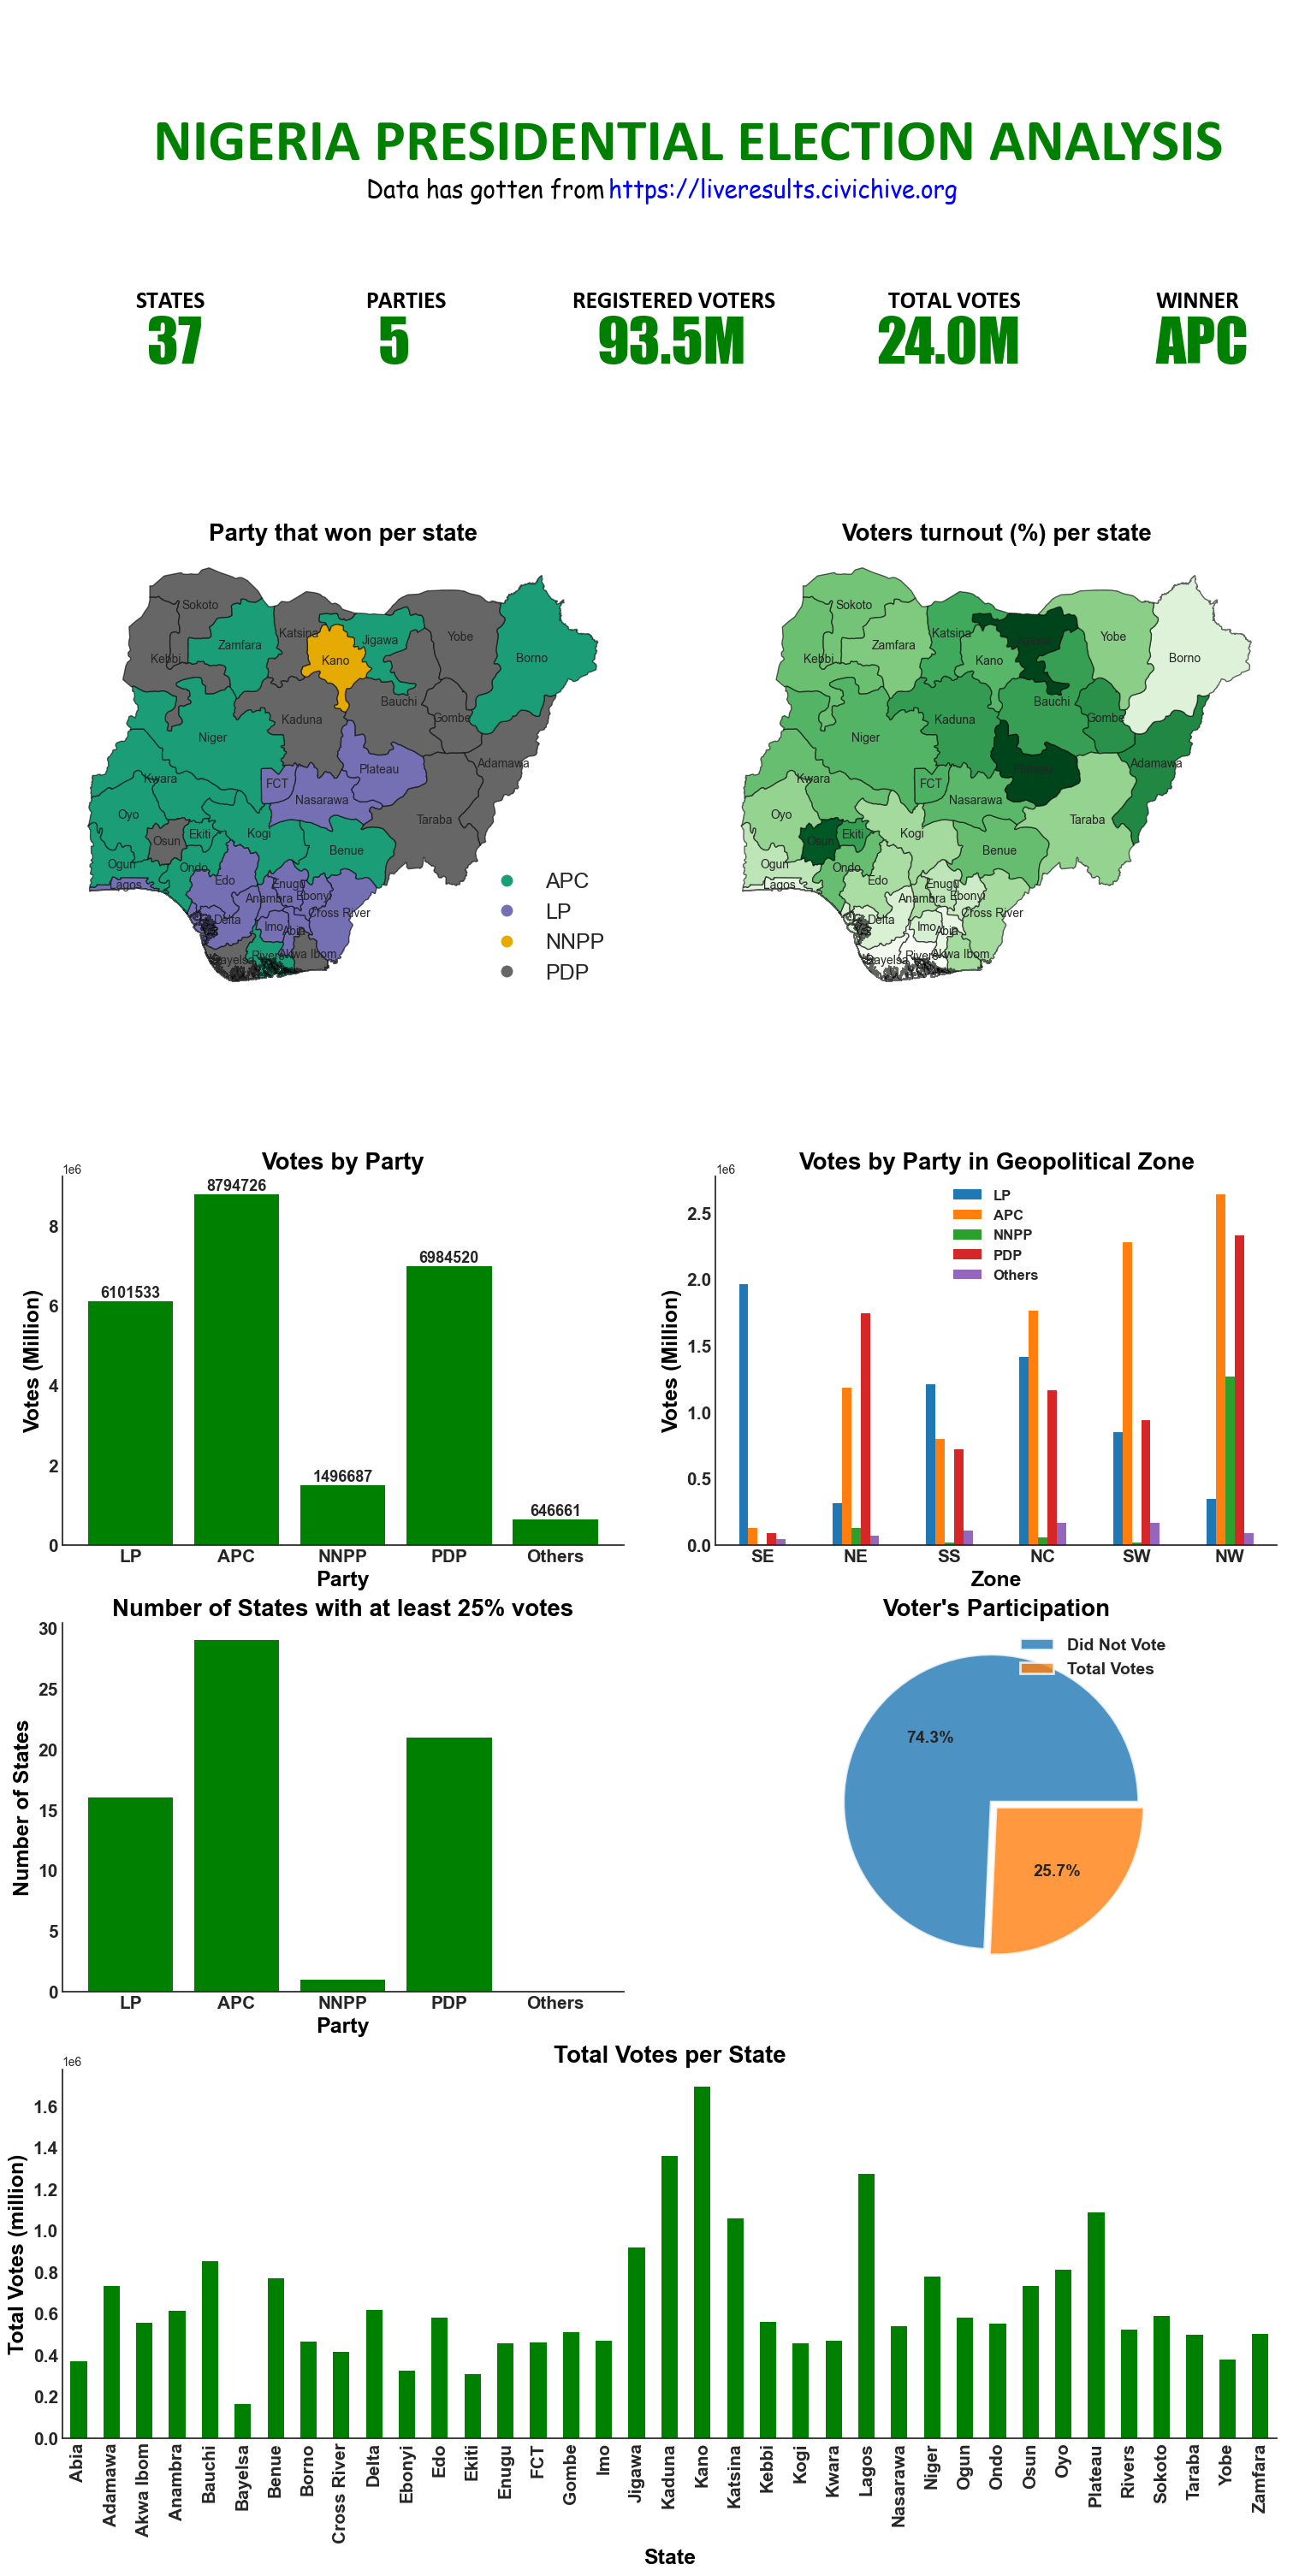 NIGERIA PRESIDENTIAL ELECTION ANALYSIS
Data has gotten from https://liveresults.civichive.org
STATES PARTIES REGISTERED VOTERS TOTAL VOTES WINNER
37 5 93.5M 24.0M APC
Party that won per state
Sokoto
Katsina
Jigawa
Yobe
Zamfara
Kebbi
Kano
Borno
Bauchi
Kaduna
Gombe
Niger
Adamawa
Plateau
Kwara
FCT
Nasarawa
Oyo
Taraba
Ekiti
Kogi
Osun
Benue
Ogun
Ondo
Edo
Lagos
Enugu
Anambra
Ebonyi
Delta
Cross River
Imo
Abia
Rivers
Akwa Ibom
Bayelsa
APC
LP
NNPP
PDP
Voters turnout (%) per state
Sokoto
Katsina
Jigawa
Yobe
Zamfara
Kebbi
Kano
Borno
Bauchi
Kaduna
Gombe
Niger
Adamawa
Plateau
Kwara
FCT
Nasarawa
Oyo
Taraba
Ekiti
Kogi
Osun
Benue
Ogun
Ondo
Edo
Lagos
Enugu
Anambra
Ebonyi
Delta
Cross River
Imo
Abia
Rivers
Akwa Ibom
Bayelsa
Votes by Party
1e6
8
6
4
2
0
Votes (Million)
6101533
8794726
1496687
6984520
646661
LP APC NNPP PDP Others
Party
Votes by Party in Geopolitical Zone
1e6
LP
APC
NNPP
PDP
Others
2.5
2.0
1.5
1.0
0.5
0.0
Votes (Million)
SE NE SS NC SW NW
Zone
Number of States with at least 25% votes
30
25
20
15
10
5
0
Number of States
LP APC NNPP PDP Others
Party
Voter's Participation
Did Not Vote
Total Votes
74.3%
25.7%
Total Votes per State
1e6
1.6
1.4
1.2
1.0
0.8
0.6
0.4
0.2
0.0
Total Votes (million)
Abia
Adamawa
Akwa Ibom
Anambra
Bauchi
Bayelsa
Benue
Borno
Cross River
Delta
Ebonyi
Edo
Ekiti
Enugu
FCT
Gombe
Imo
Jigawa
Kaduna
Kano
Katsina
Kebbi
Kogi
Kwara
Lagos
Nasarawa
Niger
Ogun
Ondo
Osun
Oyo
Plateau
Rivers
Sokoto
Taraba
Yobe
Zamfara
State